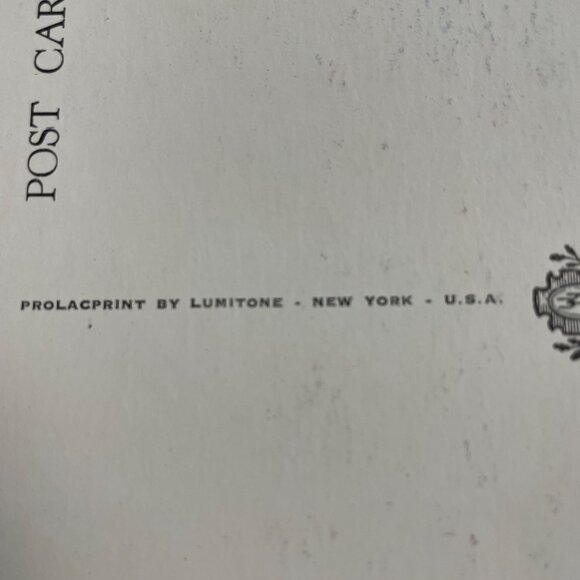 POST CAR
PROLACPRINT BY LUMITONE - NEW YORK - U.S.A.